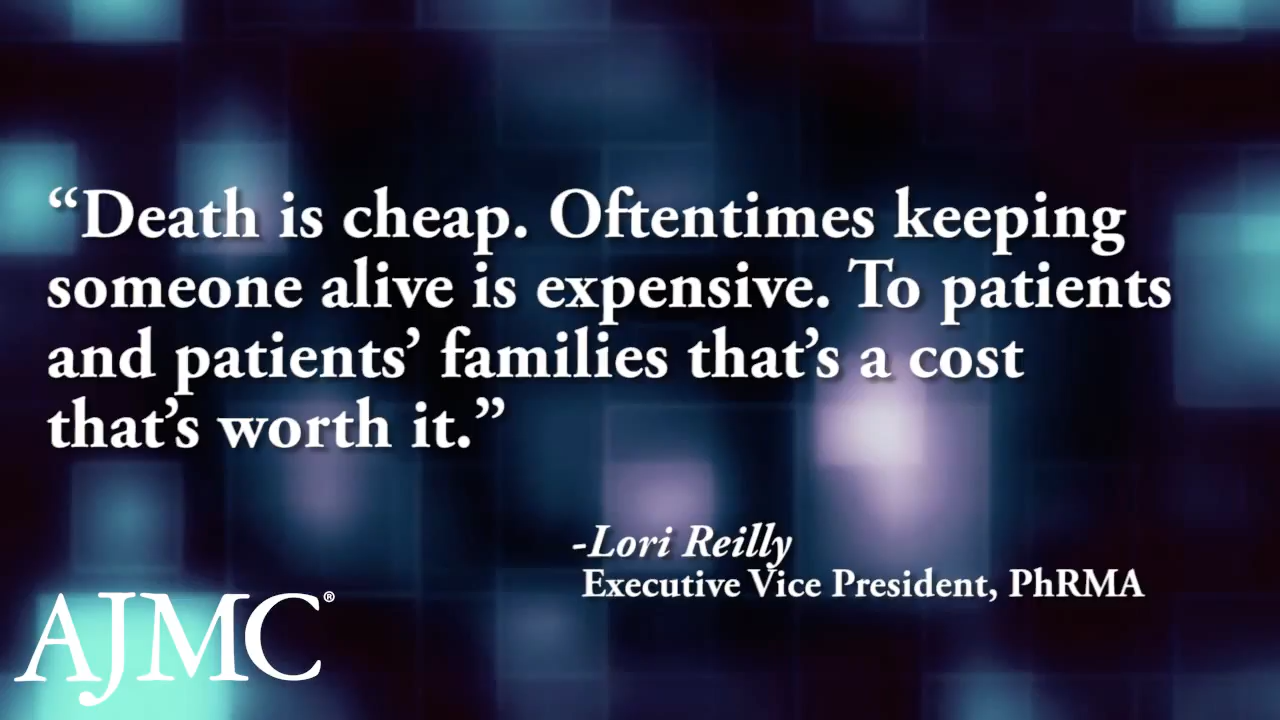 “Death is cheap. Oftentimes keeping
someone alive is expensive. To patients
and patients’ families that’s a cost
that’s worth it.”
-Lori Reilly
Executive Vice President, PhRMA
AJMC®